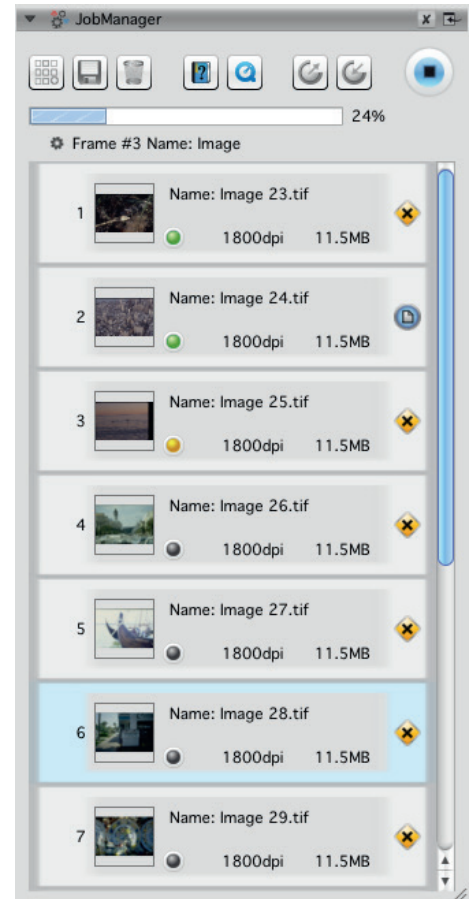 JobManager
24%
Frame #3 Name: Image
1
Name: Image 23.tif
1800dpi 11.5MB
2
Name: Image 24.tif
1800dpi 11.5MB
3
Name: Image 25.tif
1800dpi 11.5MB
4
Name: Image 26.tif
1800dpi 11.5MB
5
Name: Image 27.tif
1800dpi 11.5MB
6
Name: Image 28.tif
1800dpi 11.5MB
7
Name: Image 29.tif
1800dpi 11.5MB